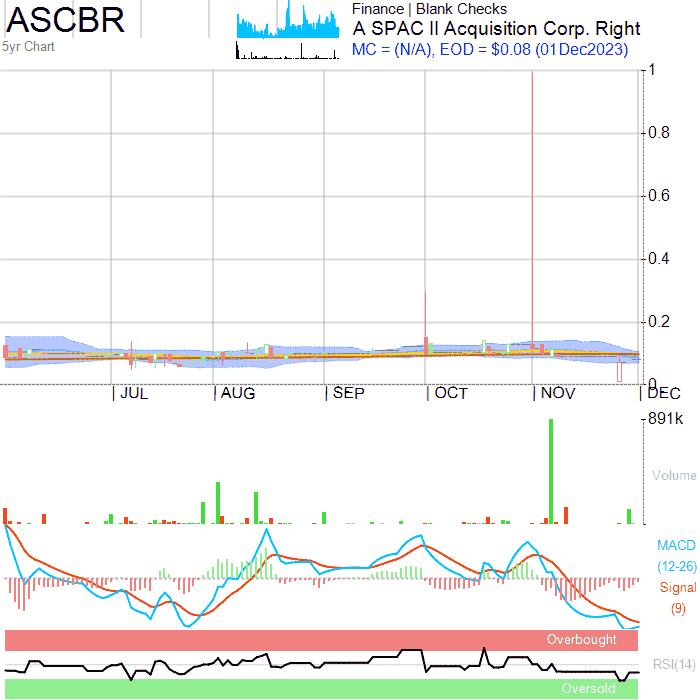 ASCBR
5yr Chart
Finance | Blank Checks
A SPAC II Acquisition Corp. Right
MC = (N/A), EOD = $0.08 (01Dec2023)
1
0.8
0.6
0.4
0.2
0
JUL AUG SEP OCT NOV DEC
891k
Volume
MACD
(12-26)
Signal
(9)
Overbought
RSI(14)
Oversold